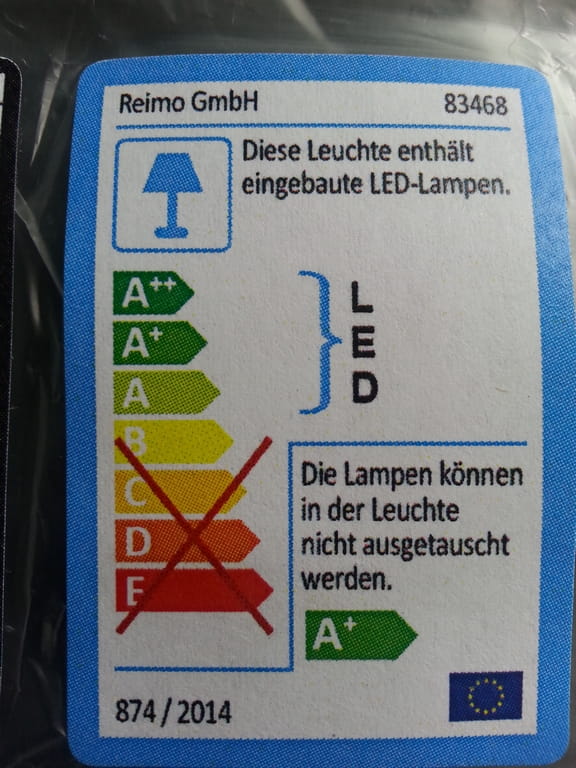 Reimo GmbH 83468
Diese Leuchte enthält
eingebaute LED-Lampen.
A++
A+
A
B
C
D
E
L
E
D
Die Lampen können
in der Leuchte
nicht ausgetauscht
werden.
A+
874 / 2014